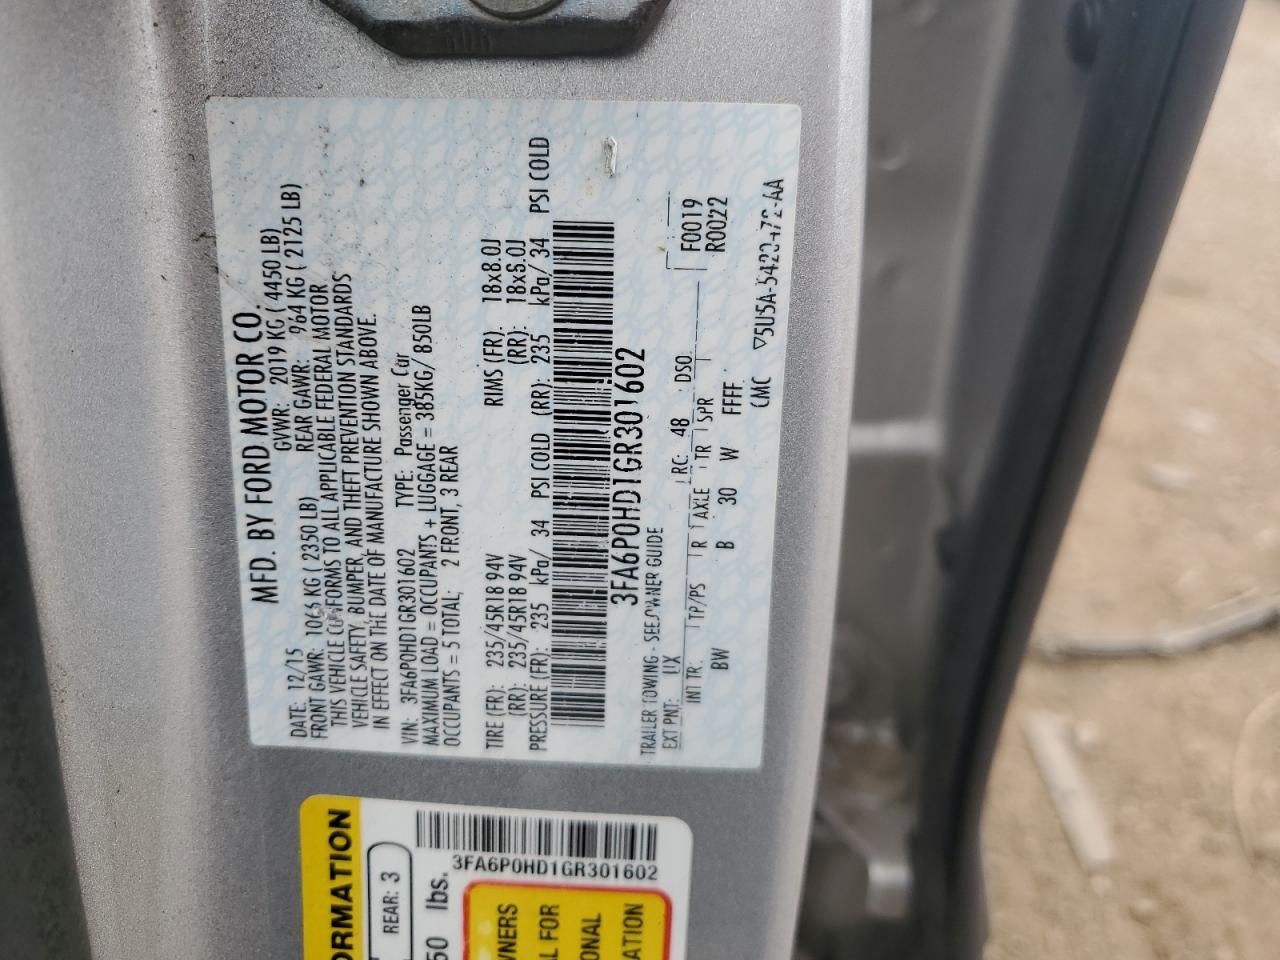 MFD. BY FORD MOTOR CO.
DATE: 12/15 GVWR: 2019 KG ( 4450 LB)
FRONT GAWR: 1065 KG ( 2350 LB) REAR GAWR: 964 KG ( 2125 LB)
THIS VEHICLE CONFORMS TO ALL APPLICABLE FEDERAL MOTOR
VEHICLE SAFETY, BUMPER, AND THEFT PREVENTION STANDARDS
IN EFFECT ON THE DATE OF MANUFACTURE SHOWN ABOVE.
VIN: 3FA6P0HD1GR301602 TYPE: Passenger Car
MAXIMUM LOAD = OCCUPANTS + LUGGAGE = 385KG/ 850LB
OCCUPANTS = 5 TOTAL; 2 FRONT, 3 REAR
TIRE (FR): 235/45R18 94V RIMS (FR): 18x8.0J
(RR): 235/45R18 94V (RR): 18x8.0J
PRESSURE (FR): 235 kPa/ 34 PSI COLD (RR): 235 kPa/ 34 PSI COLD
3FA6P0HD1GR301602
TRAILER TOWING - SEE OWNER GUIDE
EXT PNT: UX RC: 48 DSO: F0019
INT TR: TP/PS R AXLE TR SPR R0022
BW B 30 W FFFF
CMC
3FA6P0HD1GR301602
ORMATION
REAR: 3
50 lbs.
WNERS
L FOR
ONAL
ATION